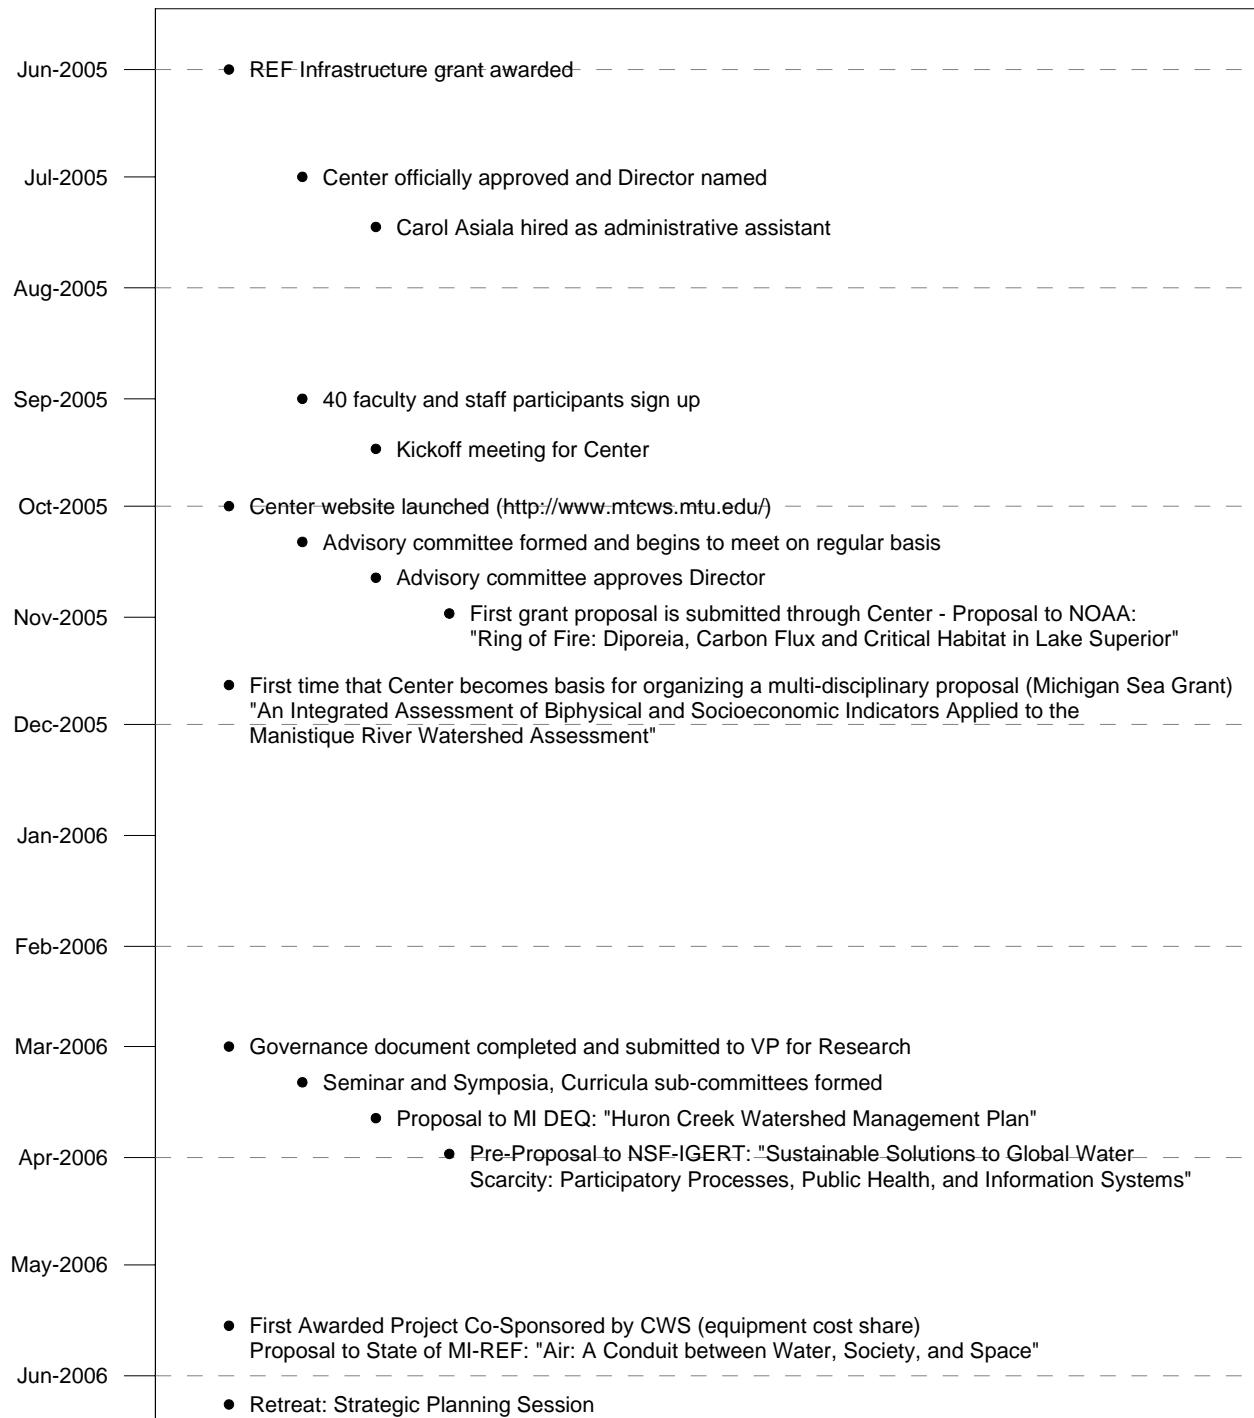 Jun-2005
REF Infrastructure grant awarded
Jul-2005
Center officially approved and Director named
Carol Asiala hired as administrative assistant
Aug-2005
Sep-2005
40 faculty and staff participants sign up
Kickoff meeting for Center
Oct-2005
Center website launched (http://www.mtcws.mtu.edu/)
Advisory committee formed and begins to meet on regular basis
Advisory committee approves Director
Nov-2005
First grant proposal is submitted through Center - Proposal to NOAA:
"Ring of Fire: Diporeia, Carbon Flux and Critical Habitat in Lake Superior"
First time that Center becomes basis for organizing a multi-disciplinary proposal (Michigan Sea Grant)
"An Integrated Assessment of Biphysical and Socioeconomic Indicators Applied to the
Dec-2005
Manistique River Watershed Assessment"
Jan-2006
Feb-2006
Mar-2006
Governance document completed and submitted to VP for Research
Seminar and Symposia, Curricula sub-committees formed
Proposal to MI DEQ: "Huron Creek Watershed Management Plan"
Apr-2006
Pre-Proposal to NSF-IGERT: "Sustainable Solutions to Global Water
Scarcity: Participatory Processes, Public Health, and Information Systems"
May-2006
First Awarded Project Co-Sponsored by CWS (equipment cost share)
Proposal to State of MI-REF: "Air: A Conduit between Water, Society, and Space"
Jun-2006
Retreat: Strategic Planning Session